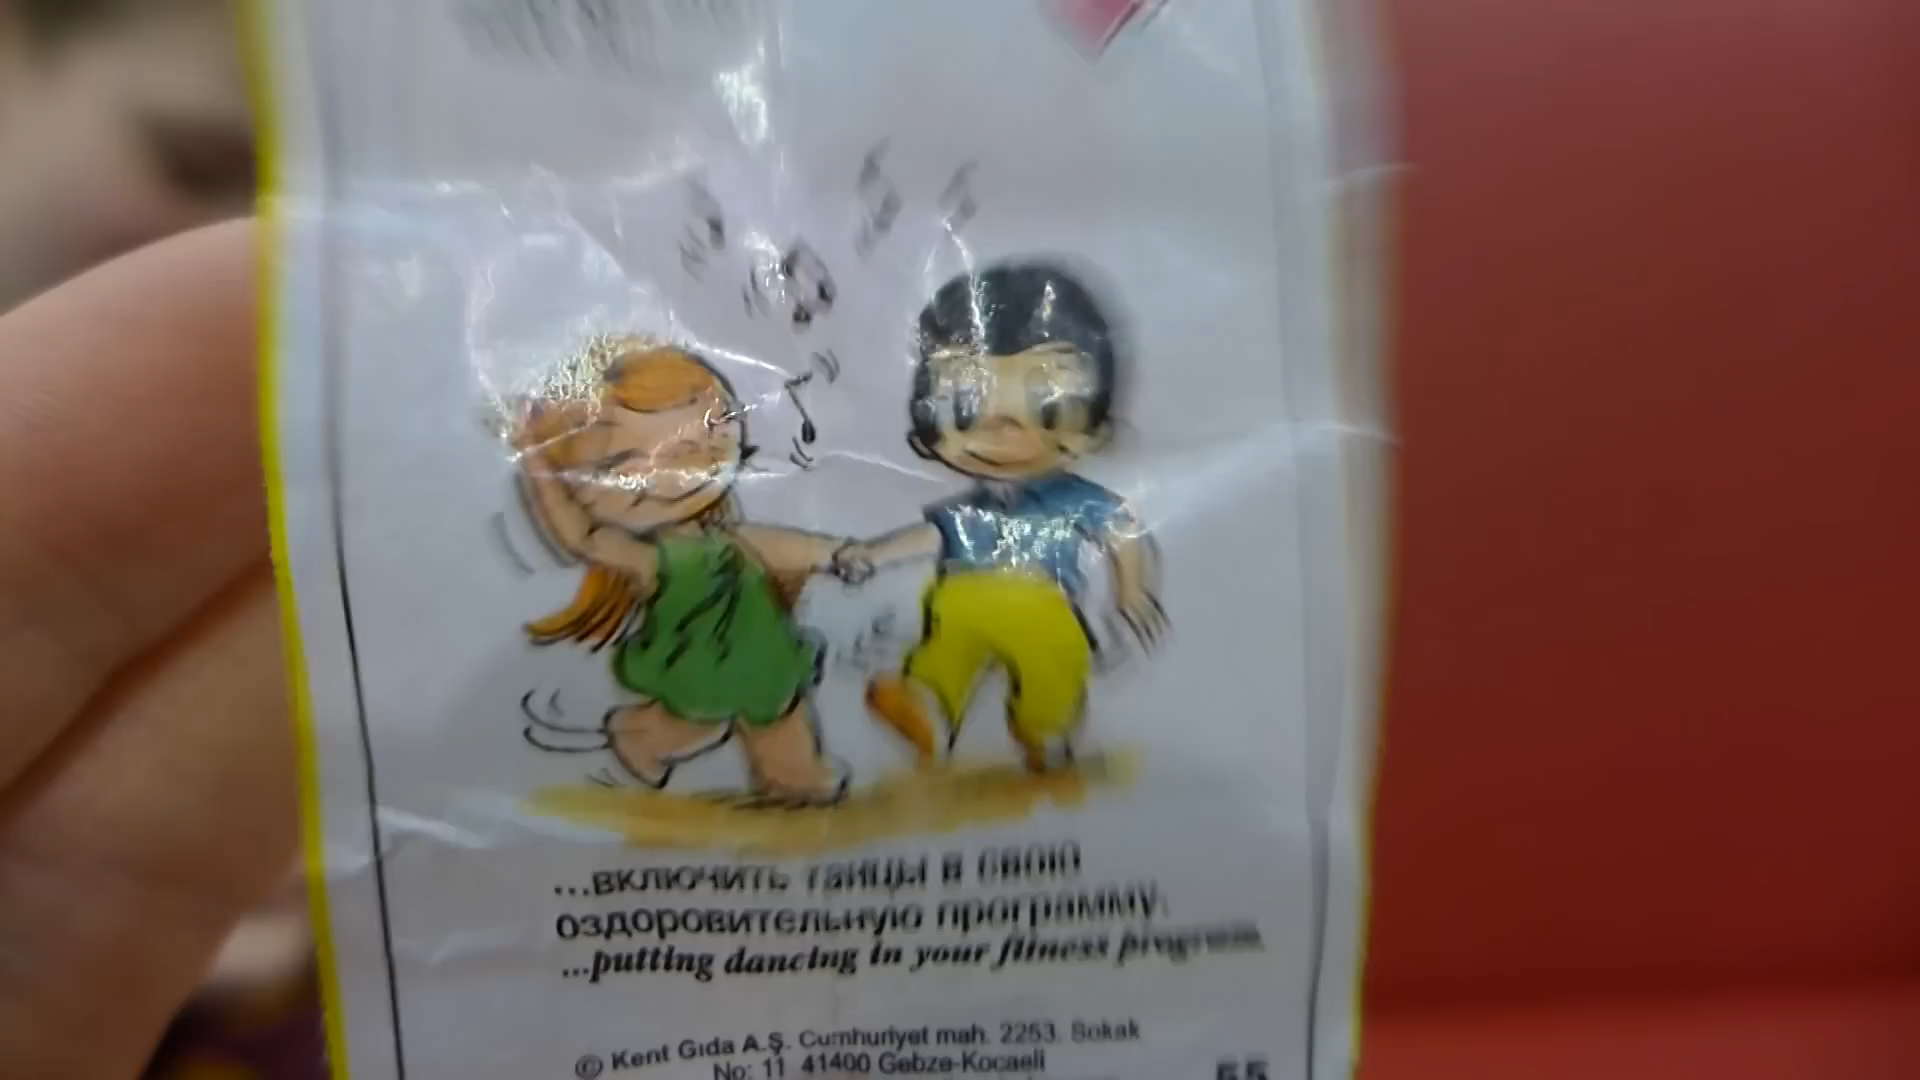 ...включить танцы в свою
оздоровительную программу.
...putting dancing in your fitness program.
© Kent Gıda A.Ş. Cumhuriyet mah. 2253. Sokak
No: 11 41400 Gebze-Kocaeli
55